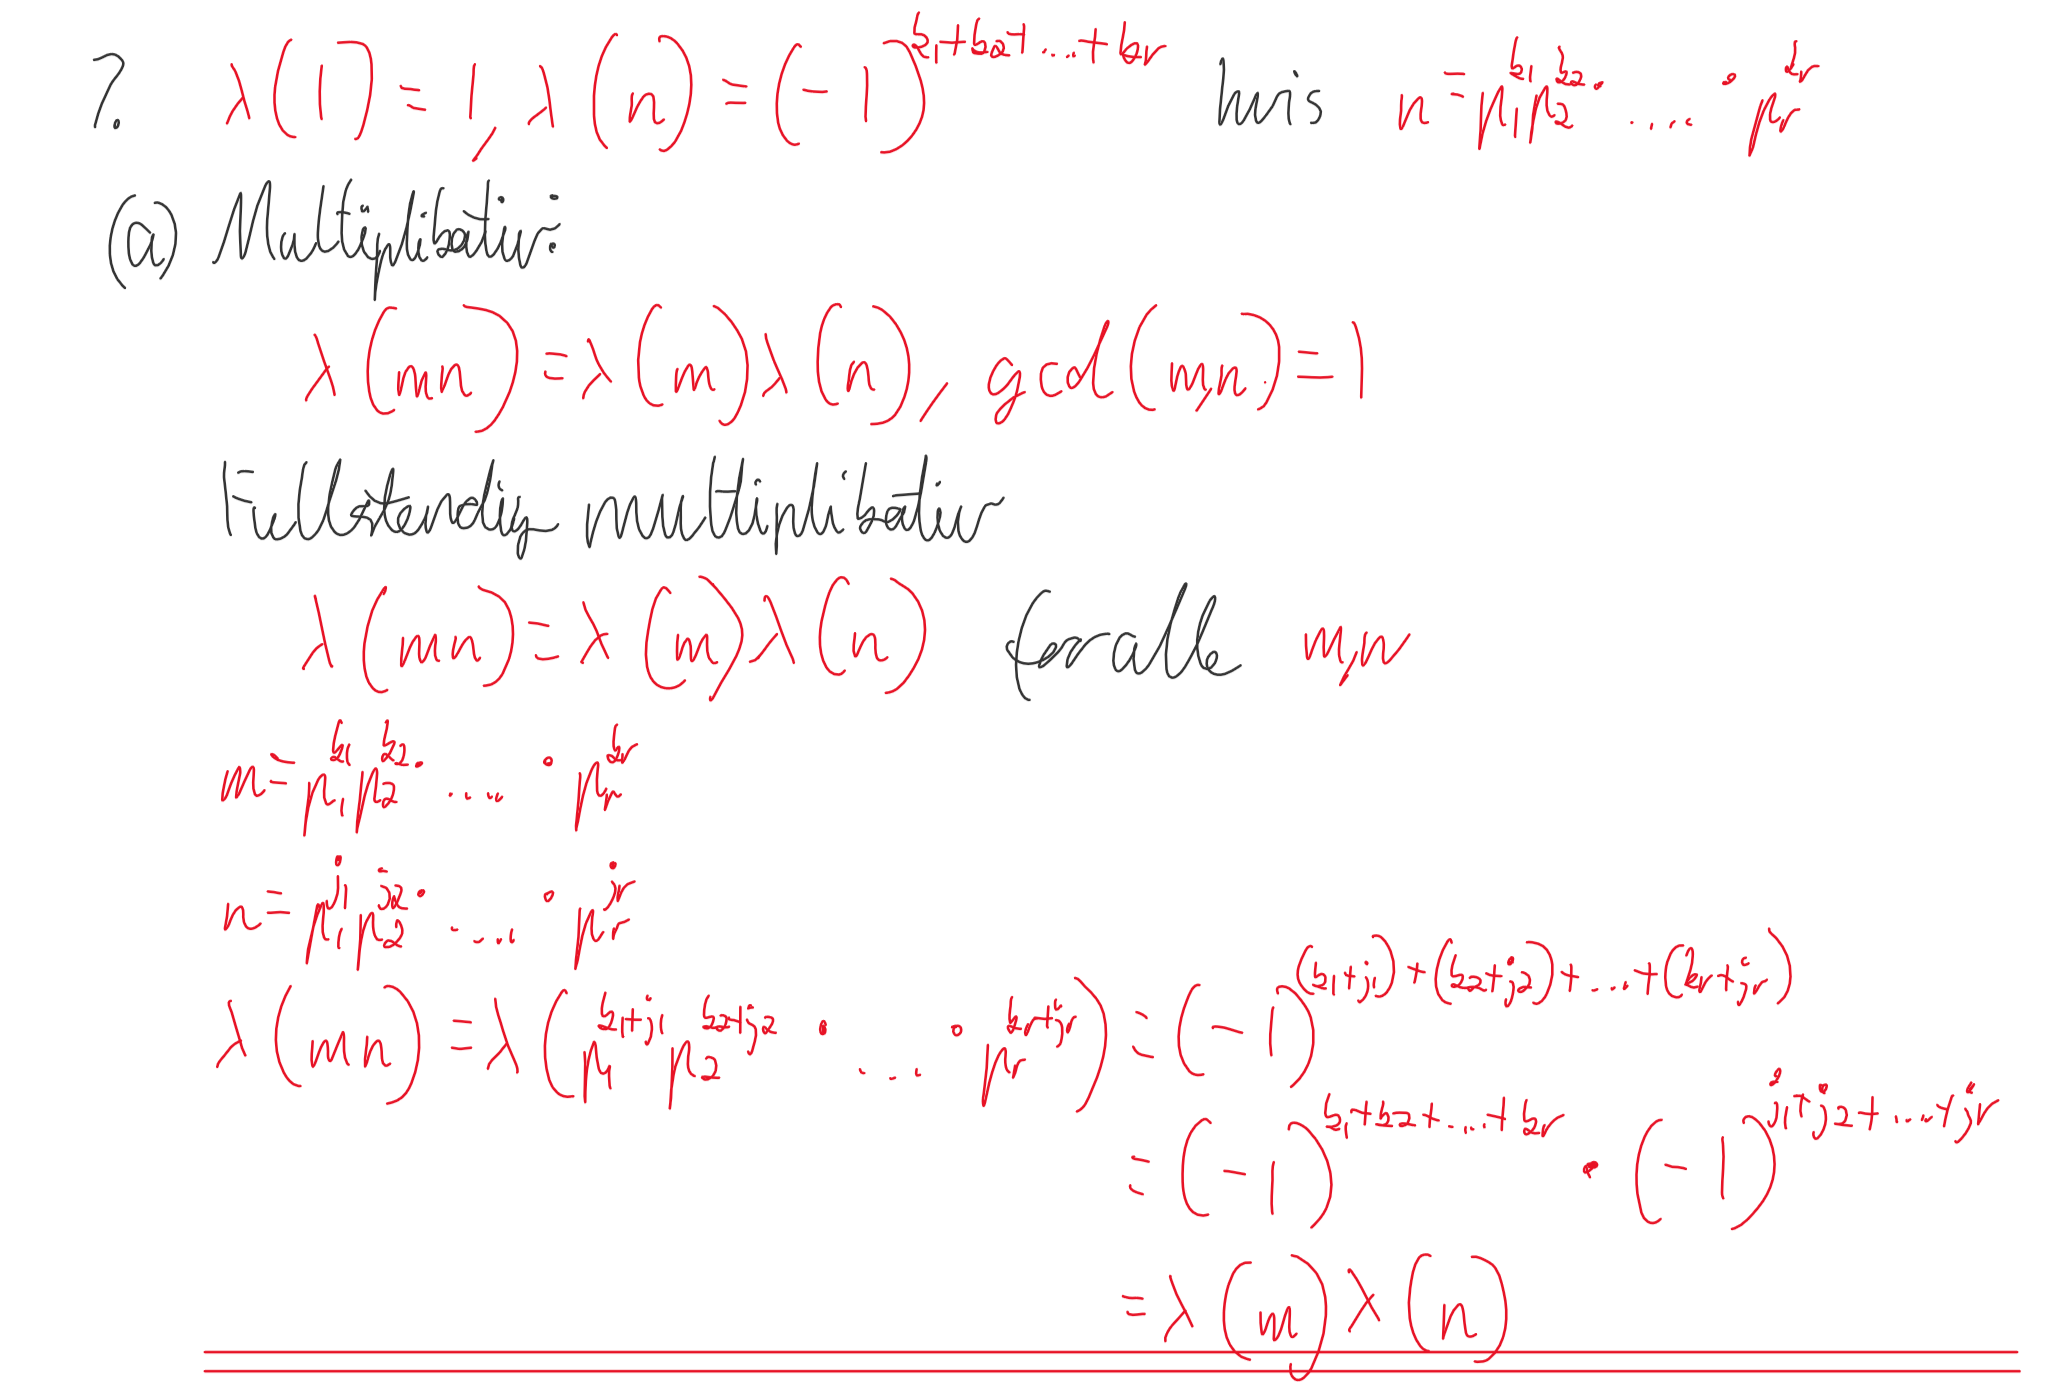 7. λ(1) = 1, λ(n) = (-1)^{k₁+k₂+....+kᵣ} hvis n = p₁^{k₁} p₂^{k₂} · .... · pᵣ^{kᵣ}
(a) Multiplikativ:
λ(mn) = λ(m)λ(n), gcd(m,n) = 1
Fullstendig multiplikativ
λ(mn) = λ(m)λ(n) for alle m,n
m = p₁^{k₁} p₂^{k₂} · .... · pᵣ^{kᵣ}
n = p₁^{j₁} p₂^{j₂} · .... · pᵣ^{jᵣ}
λ(mn) = λ(p₁^{k₁+j₁} p₂^{k₂+j₂} · .... · pᵣ^{kᵣ+jᵣ}) = (-1)^{(k₁+j₁)+(k₂+j₂)+....+(kᵣ+jᵣ)}
= (-1)^{k₁+k₂+....+kᵣ} · (-1)^{j₁+j₂+....+jᵣ}
= λ(m)λ(n)